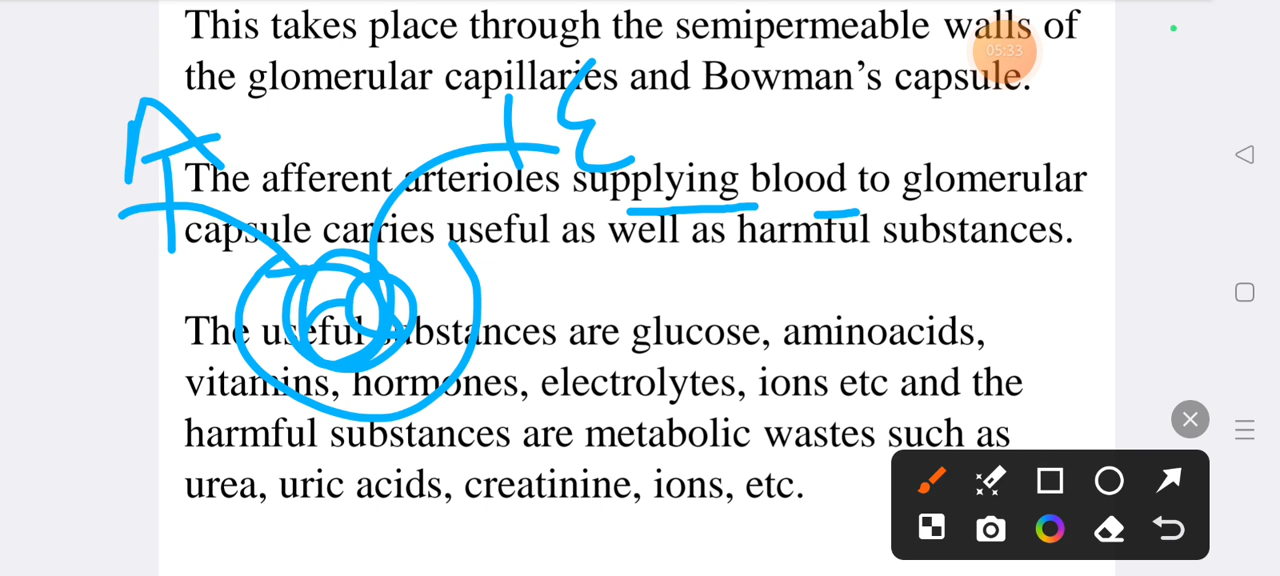 This takes place through the semipermeable walls of
05:33
the glomerular capillaries and Bowman’s capsule.
A
E
The afferent arterioles supplying blood to glomerular
capsule carries useful as well as harmful substances.
The useful substances are glucose, aminoacids,
vitamins, hormones, electrolytes, ions etc and the
harmful substances are metabolic wastes such as
urea, uric acids, creatinine, ions, etc.